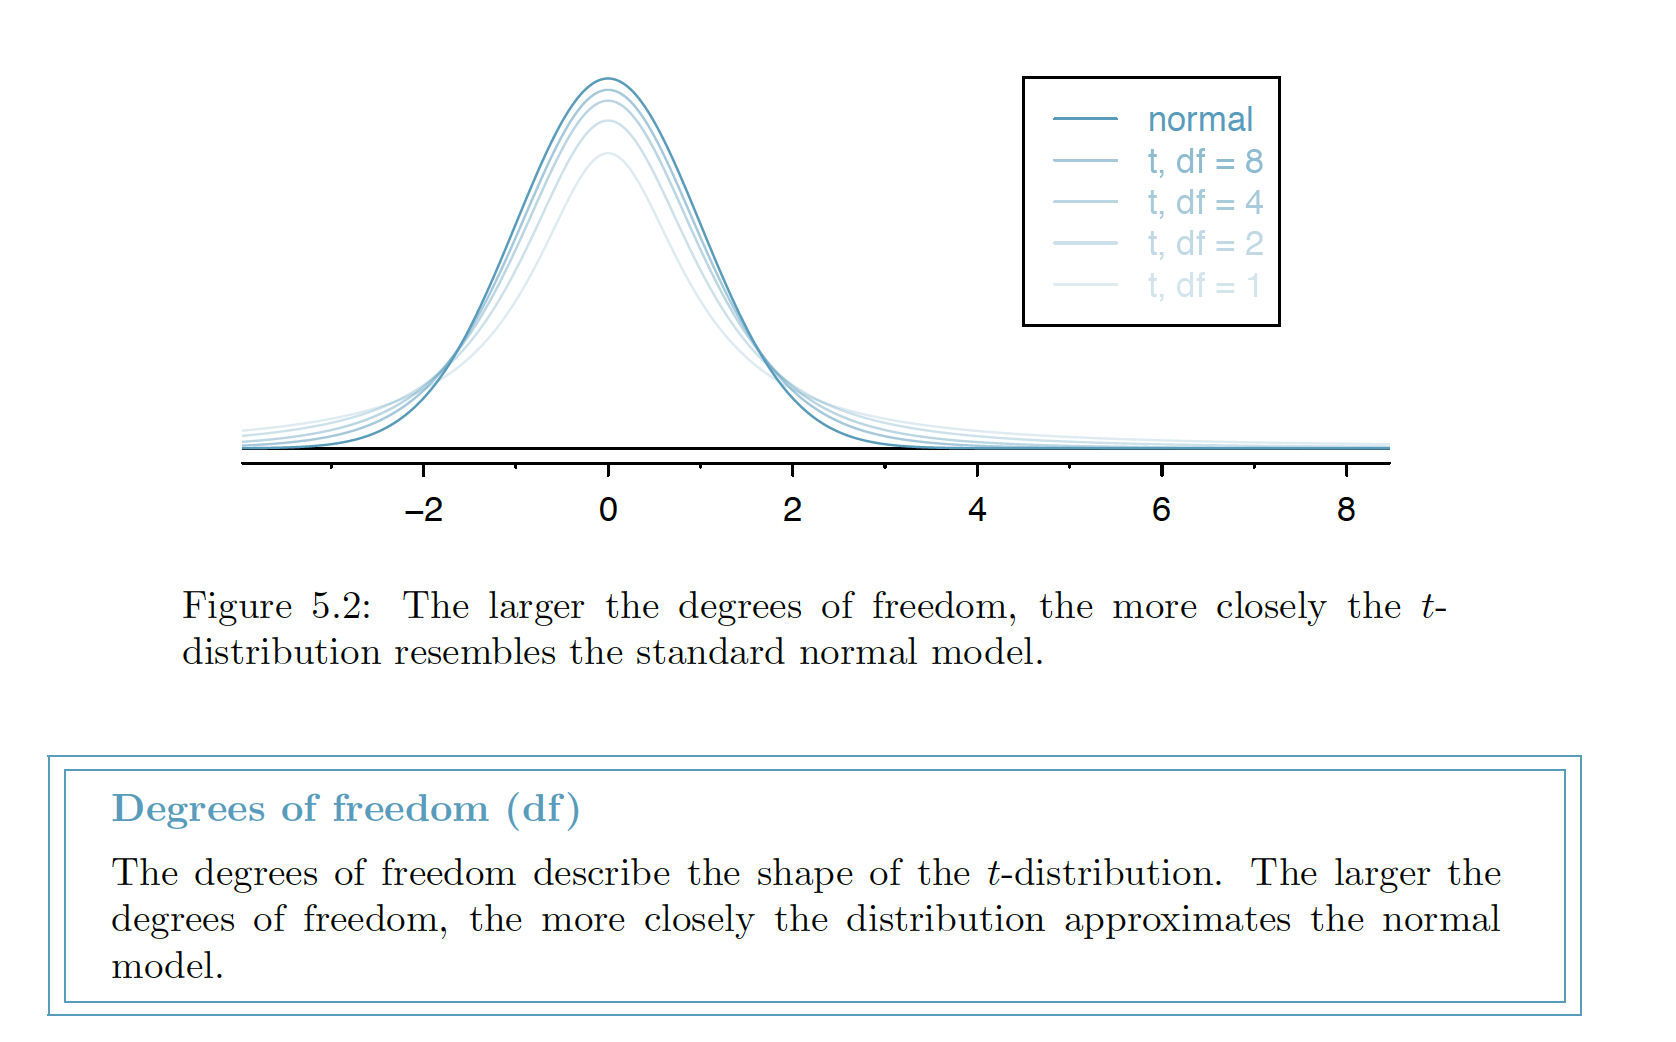 normal
t, df = 8
t, df = 4
t, df = 2
t, df = 1
−2 0 2 4 6 8
Figure 5.2: The larger the degrees of freedom, the more closely the t-
distribution resembles the standard normal model.
Degrees of freedom (df)
The degrees of freedom describe the shape of the t-distribution. The larger the
degrees of freedom, the more closely the distribution approximates the normal
model.